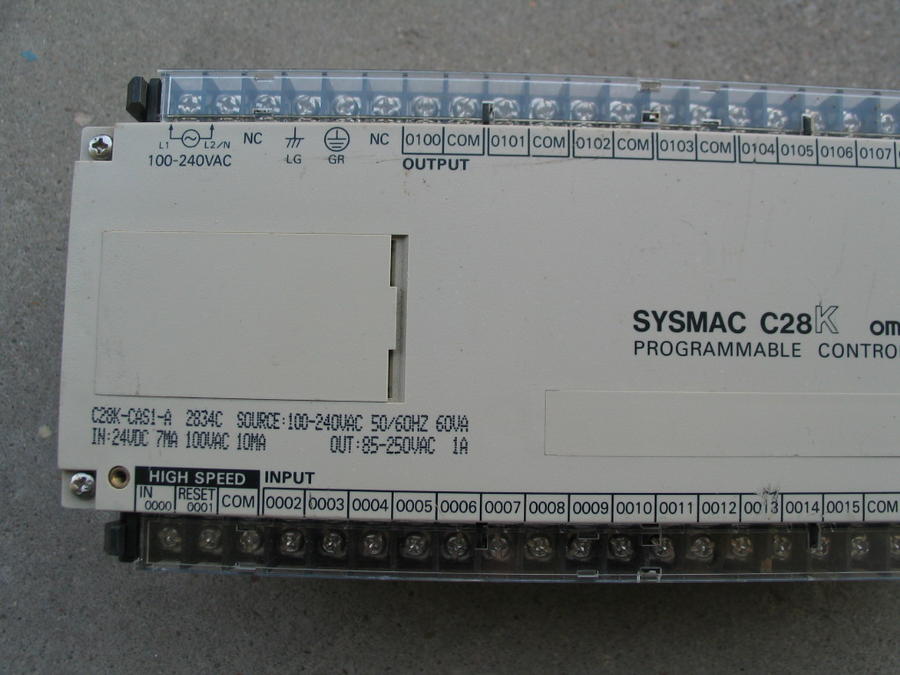 L1 L2/N NC LG GR NC 0100 COM 0101 COM 0102 COM 0103 COM 0104 0105 0106 0107
100-240VAC OUTPUT
SYSMAC C28K om
PROGRAMMABLE CONTRO
C28K-CAS1-A 2834C SOURCE:100-240VAC 50/60HZ 60VA
IN:24VDC 7MA 100VAC 10MA OUT:85-250VAC 1A
HIGH SPEED INPUT
IN 0000 RESET 0001 COM 0002 0003 0004 0005 0006 0007 0008 0009 0010 0011 0012 0013 0014 0015 COM